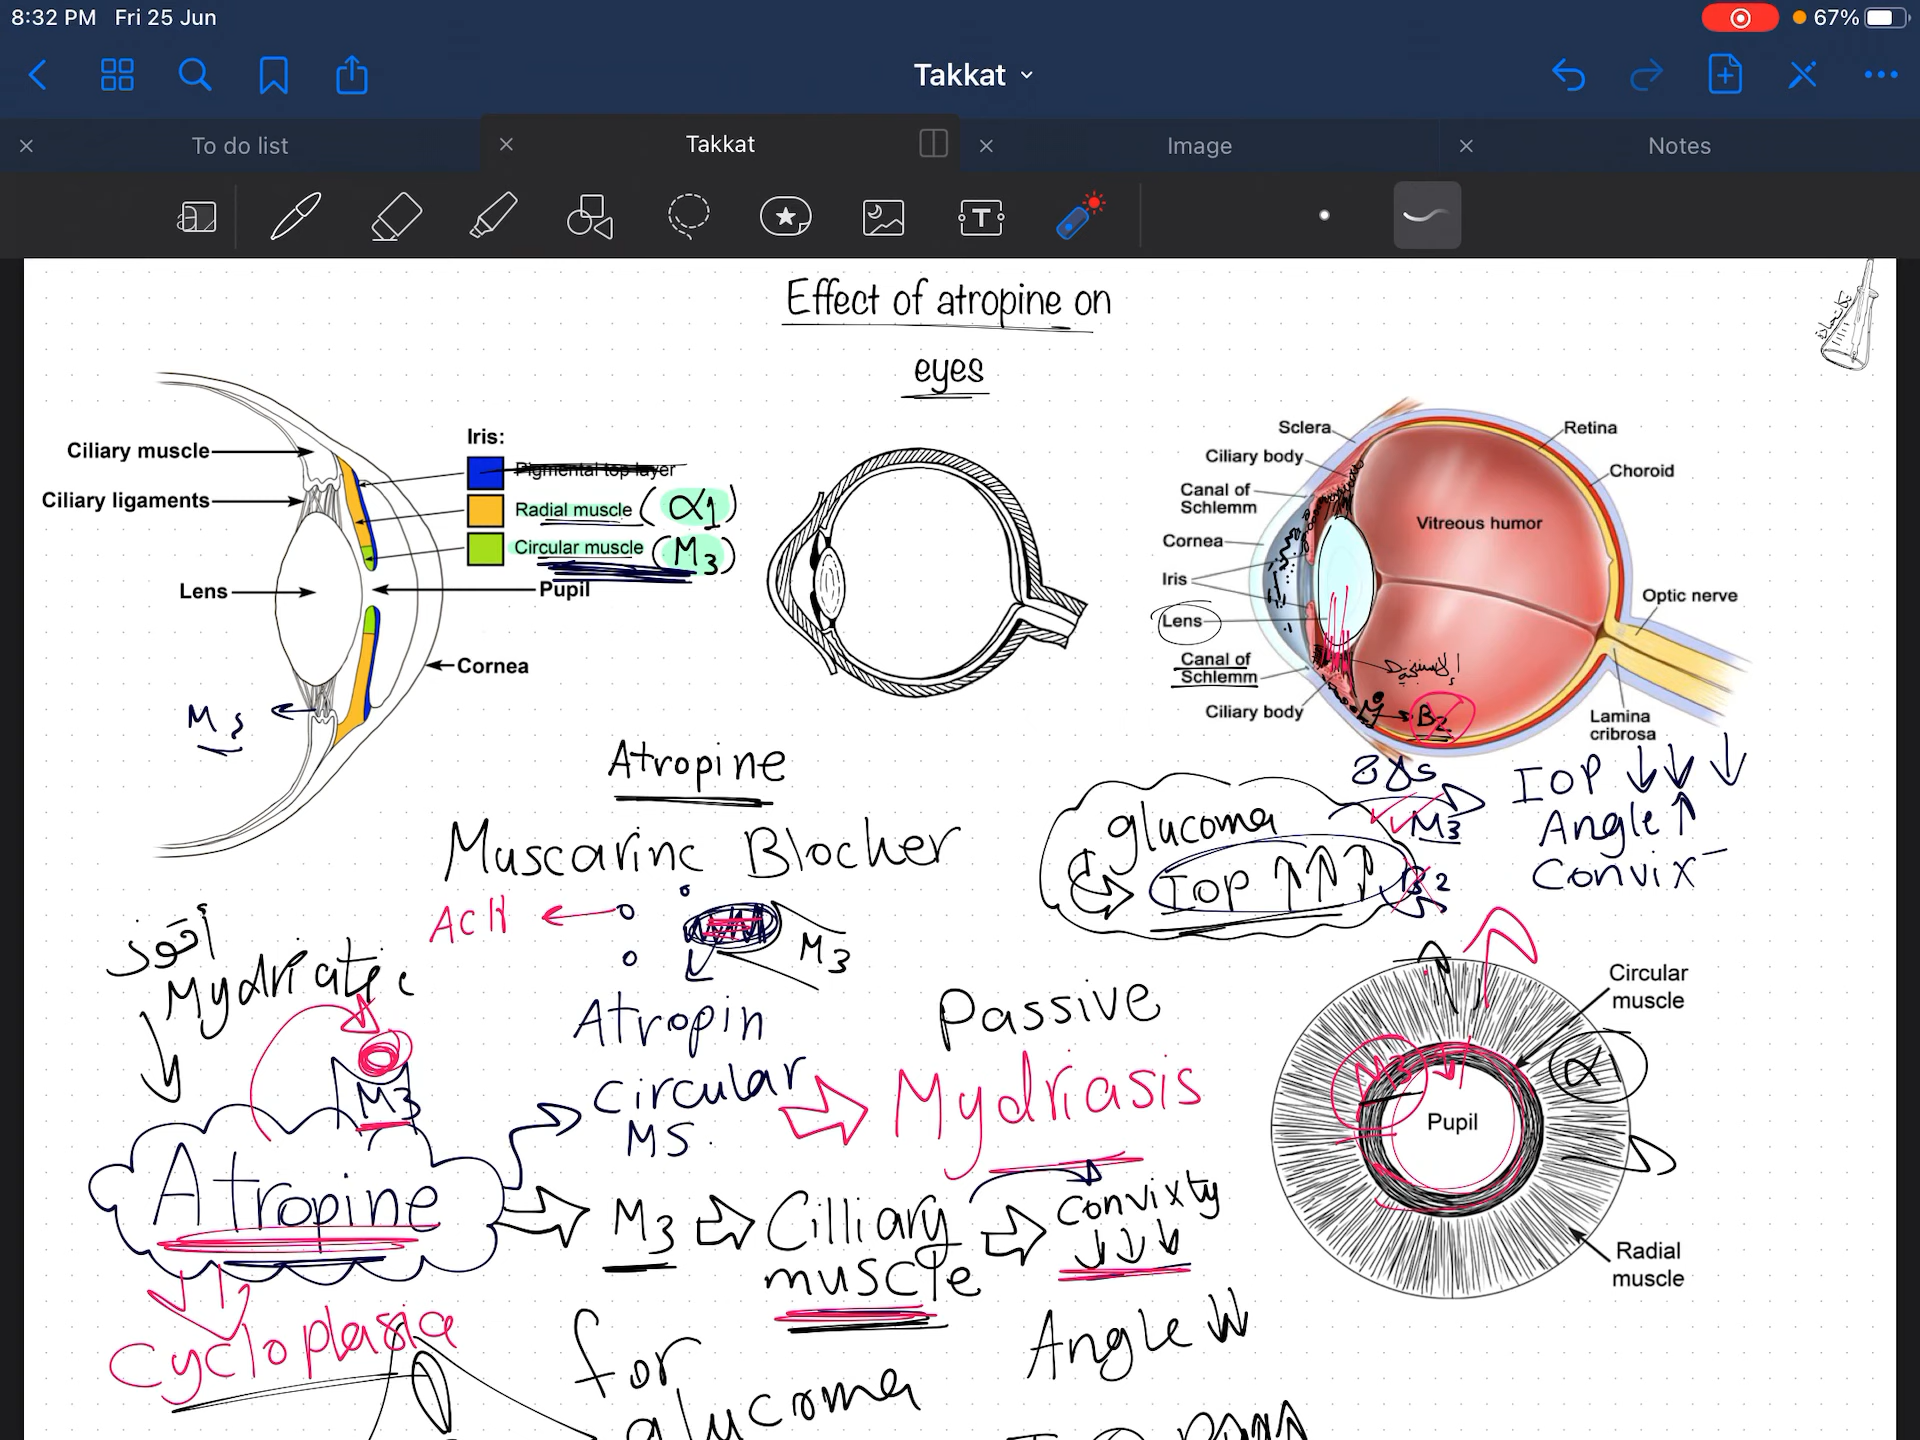 8:32 PM Fri 25 Jun
67%
Takkat
To do list
Takkat
Image
Notes
Effect of atropine on
eyes
Ciliary muscle
Ciliary ligaments
Lens
Iris:
Pigmental top layer
Radial muscle (α1)
Circular muscle (M3)
Pupil
Cornea
Sclera
Ciliary body
Canal of
Schlemm
Cornea
Iris
Lens
Canal of
Schlemm
Ciliary body
Retina
Choroid
Vitreous humor
Optic nerve
Lamina
cribrosa
B2
Atropine
Muscarinc Blocker
ACH
M3
Atropin
glucoma
IOP ↑↑↑
M3
IOP ↓↓↓
Angle ↑
Convix
Mydriatic
M3
Atropine
Cycloplasia
Circular
MS.
Passive
Mydriasis
M3
Cilliary
muscle
Convixty
↓↓↓
Angle ↓↓
for
glucoma
Circular
muscle
M3
α
Pupil
Radial
muscle